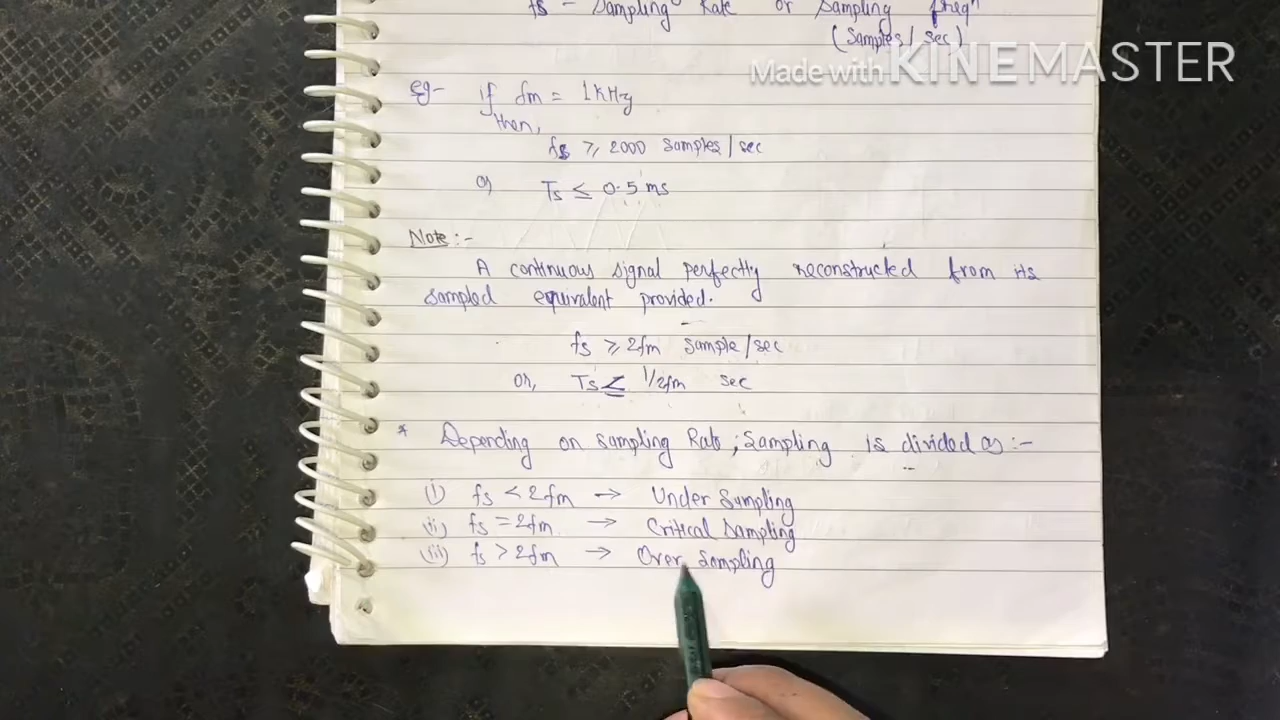 fs - Sampling Rate or Sampling freqn
(Samples / sec)
Made with KINEMASTER
eg- if fm = 1kHz
then,
fs ≥ 2000 samples/sec
or Ts ≤ 0.5 ms
Note:-
A continuous signal perfectly reconstructed from its
sampled equivalent provided.
fs ≥ 2fm sample/sec
or, Ts ≤ 1/2fm sec
* Depending on Sampling Rate; Sampling is divided as:-
(i) fs < 2fm → Under Sampling
(ii) fs = 2fm → Critical Sampling
(iii) fs > 2fm → Over Sampling